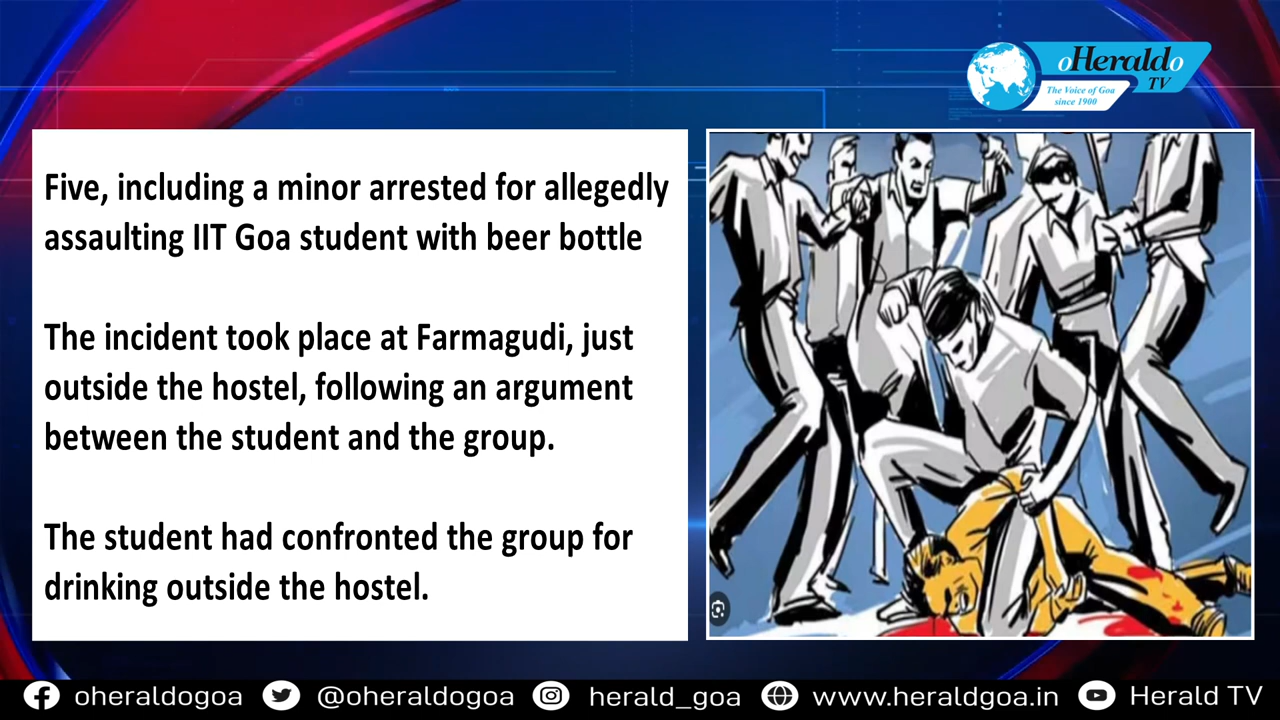 oHeraldo
TV
The Voice of Goa
since 1900
Five, including a minor arrested for allegedly
assaulting IIT Goa student with beer bottle
The incident took place at Farmagudi, just
outside the hostel, following an argument
between the student and the group.
The student had confronted the group for
drinking outside the hostel.
oheraldogoa @oheraldogoa herald_goa www.heraldgoa.in Herald TV